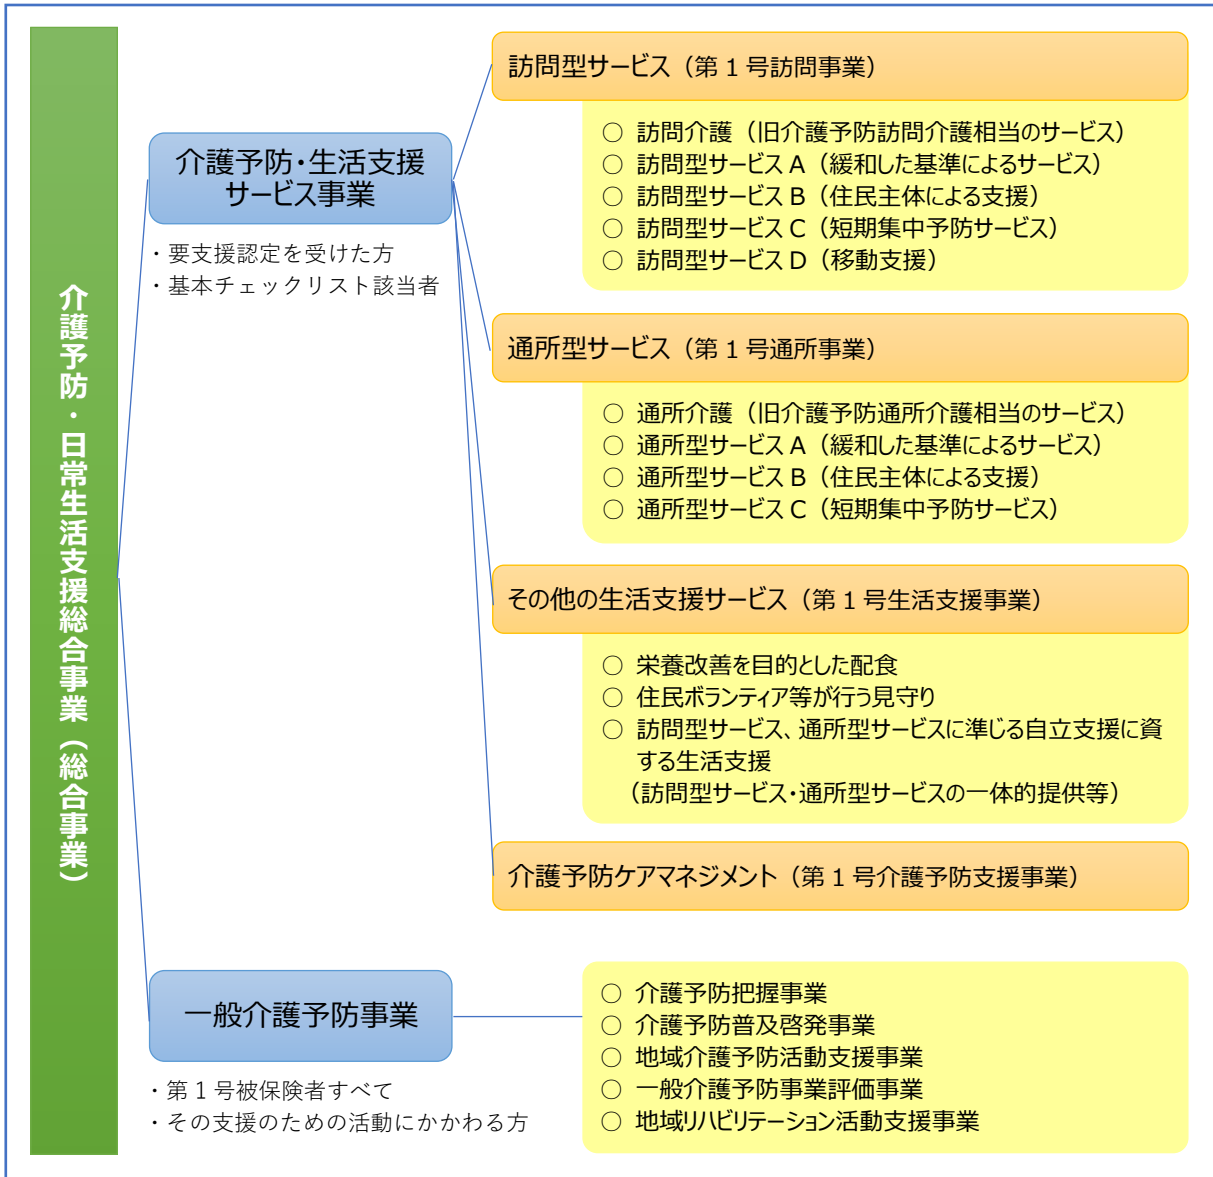 介護予防・日常生活支援総合事業（総合事業）
介護予防・生活支援
サービス事業
・要支援認定を受けた方
・基本チェックリスト該当者
訪問型サービス（第１号訪問事業）
○ 訪問介護（旧介護予防訪問介護相当のサービス）
○ 訪問型サービスA（緩和した基準によるサービス）
○ 訪問型サービスB（住民主体による支援）
○ 訪問型サービスC（短期集中予防サービス）
○ 訪問型サービスD（移動支援）
通所型サービス（第１号通所事業）
○ 通所介護（旧介護予防通所介護相当のサービス）
○ 通所型サービスA（緩和した基準によるサービス）
○ 通所型サービスB（住民主体による支援）
○ 通所型サービスC（短期集中予防サービス）
その他の生活支援サービス（第１号生活支援事業）
○ 栄養改善を目的とした配食
○ 住民ボランティア等が行う見守り
○ 訪問型サービス、通所型サービスに準じる自立支援に資
する生活支援
（訪問型サービス・通所型サービスの一体的提供等）
介護予防ケアマネジメント（第１号介護予防支援事業）
一般介護予防事業
・第１号被保険者すべて
・その支援のための活動にかかわる方
○ 介護予防把握事業
○ 介護予防普及啓発事業
○ 地域介護予防活動支援事業
○ 一般介護予防事業評価事業
○ 地域リハビリテーション活動支援事業